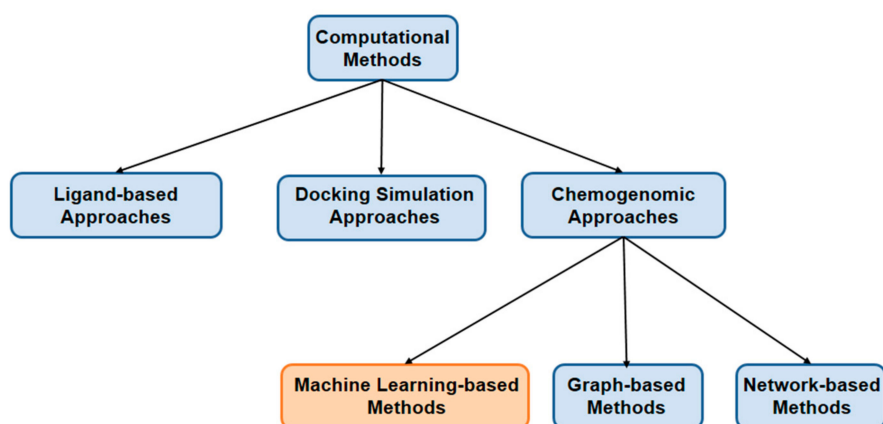 Computational
Methods
Ligand-based
Approaches
Docking Simulation
Approaches
Chemogenomic
Approaches
Machine Learning-based
Methods
Graph-based
Methods
Network-based
Methods